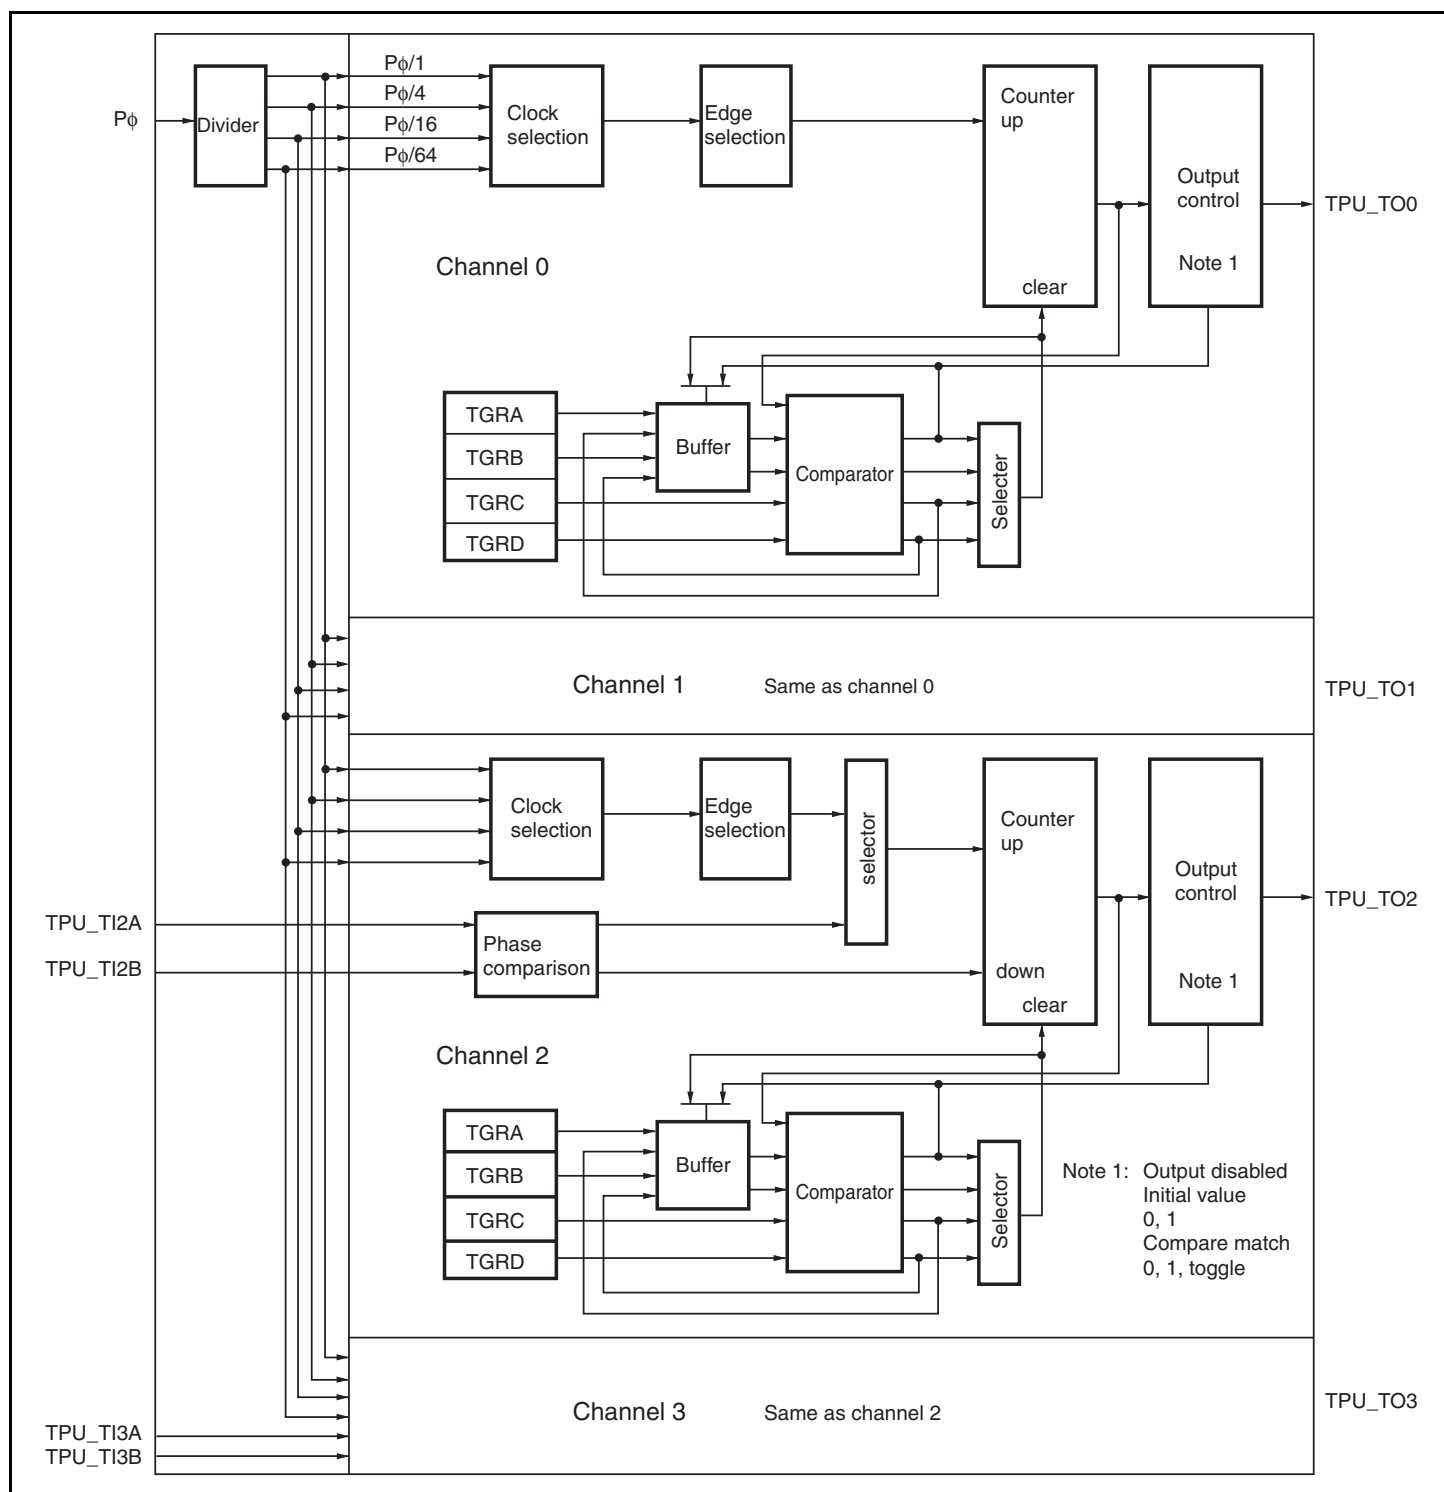 Pϕ
Divider
Pϕ/1
Pϕ/4
Pϕ/16
Pϕ/64
Clock
selection
Edge
selection
Counter
up
clear
Output
control
Note 1
TPU_TO0
Channel 0
TGRA
TGRB
TGRC
TGRD
Buffer
Comparator
Selecter
Channel 1
Same as channel 0
TPU_TO1
Clock
selection
Edge
selection
selector
Counter
up
down
clear
Output
control
Note 1
TPU_TO2
TPU_TI2A
TPU_TI2B
Phase
comparison
Channel 2
TGRA
TGRB
TGRC
TGRD
Buffer
Comparator
Selector
Note 1: Output disabled
Initial value
0, 1
Compare match
0, 1, toggle
Channel 3
Same as channel 2
TPU_TO3
TPU_TI3A
TPU_TI3B